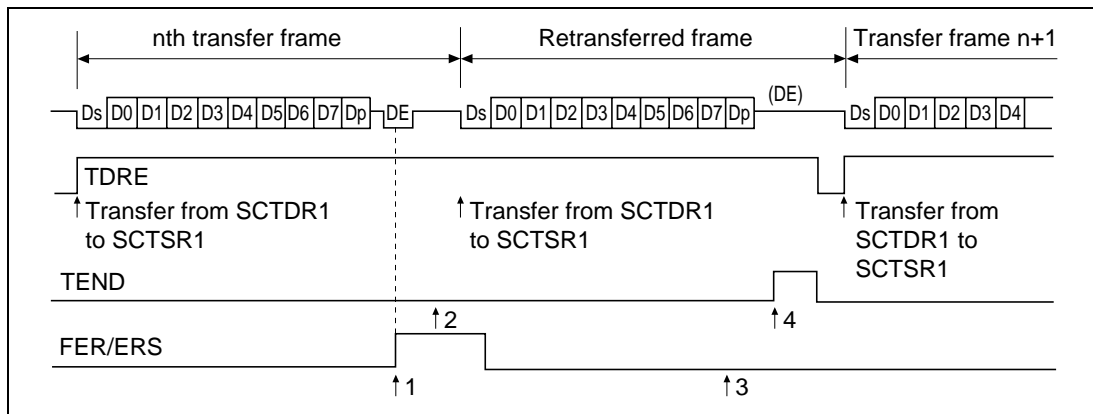 nth transfer frame Retransferred frame Transfer frame n+1
(DE)
Ds D0 D1 D2 D3 D4 D5 D6 D7 Dp DE Ds D0 D1 D2 D3 D4 D5 D6 D7 Dp Ds D0 D1 D2 D3 D4
TDRE
Transfer from SCTDR1
to SCTSR1
Transfer from SCTDR1
to SCTSR1
Transfer from
SCTDR1 to
SCTSR1
TEND
2 4
FER/ERS
1 3